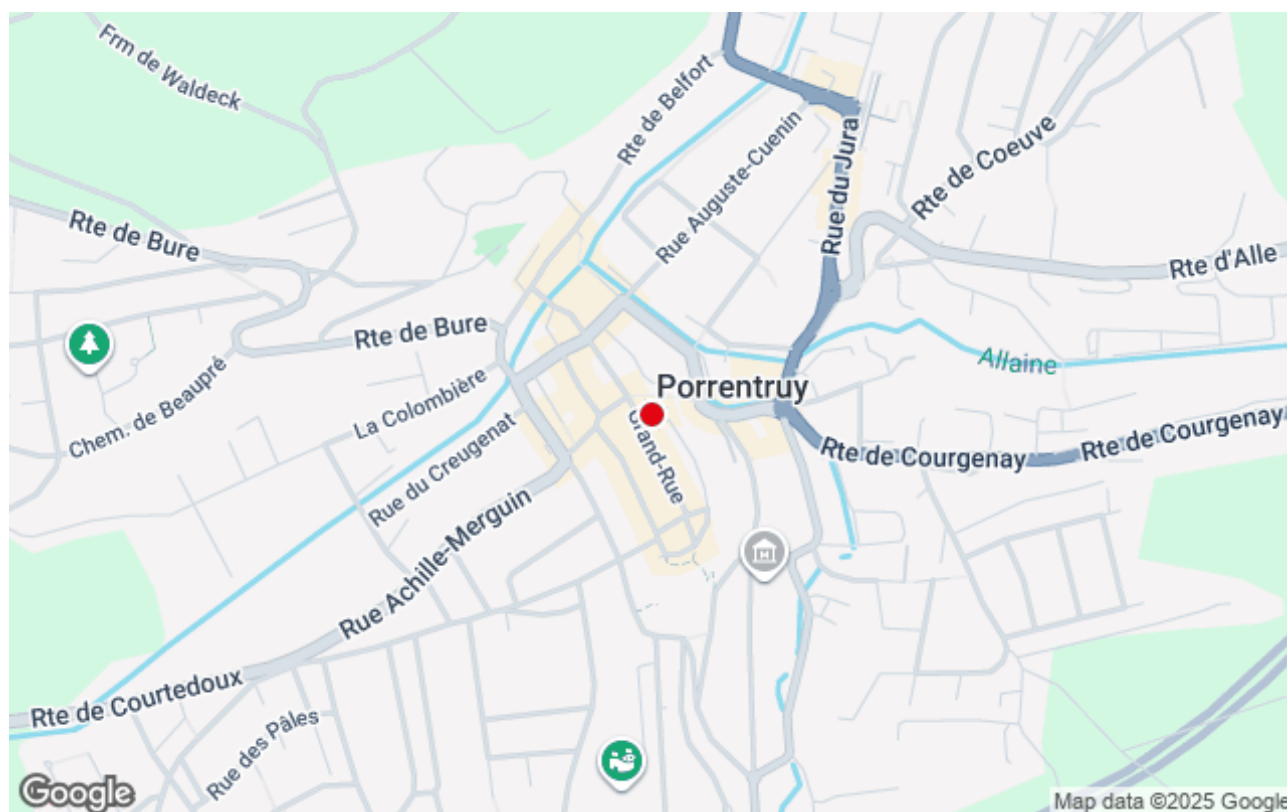 Frm de Waldeck
Rte de Belfort
Rue Auguste-Cuenin
Rue du Jura
Rte de Coeuve
Rte de Bure
Rte d'Alle
Rte de Bure
Allaine
Chem. de Beaupré
La Colombière
Porrentruy
Rue du Creugenat
Grand-Rue
Rte de Courgenay
Rte de Courgenay
Rue Achille-Merguin
Rte de Courtedoux
Rue des Pâles
Google
Map data ©2025 Google